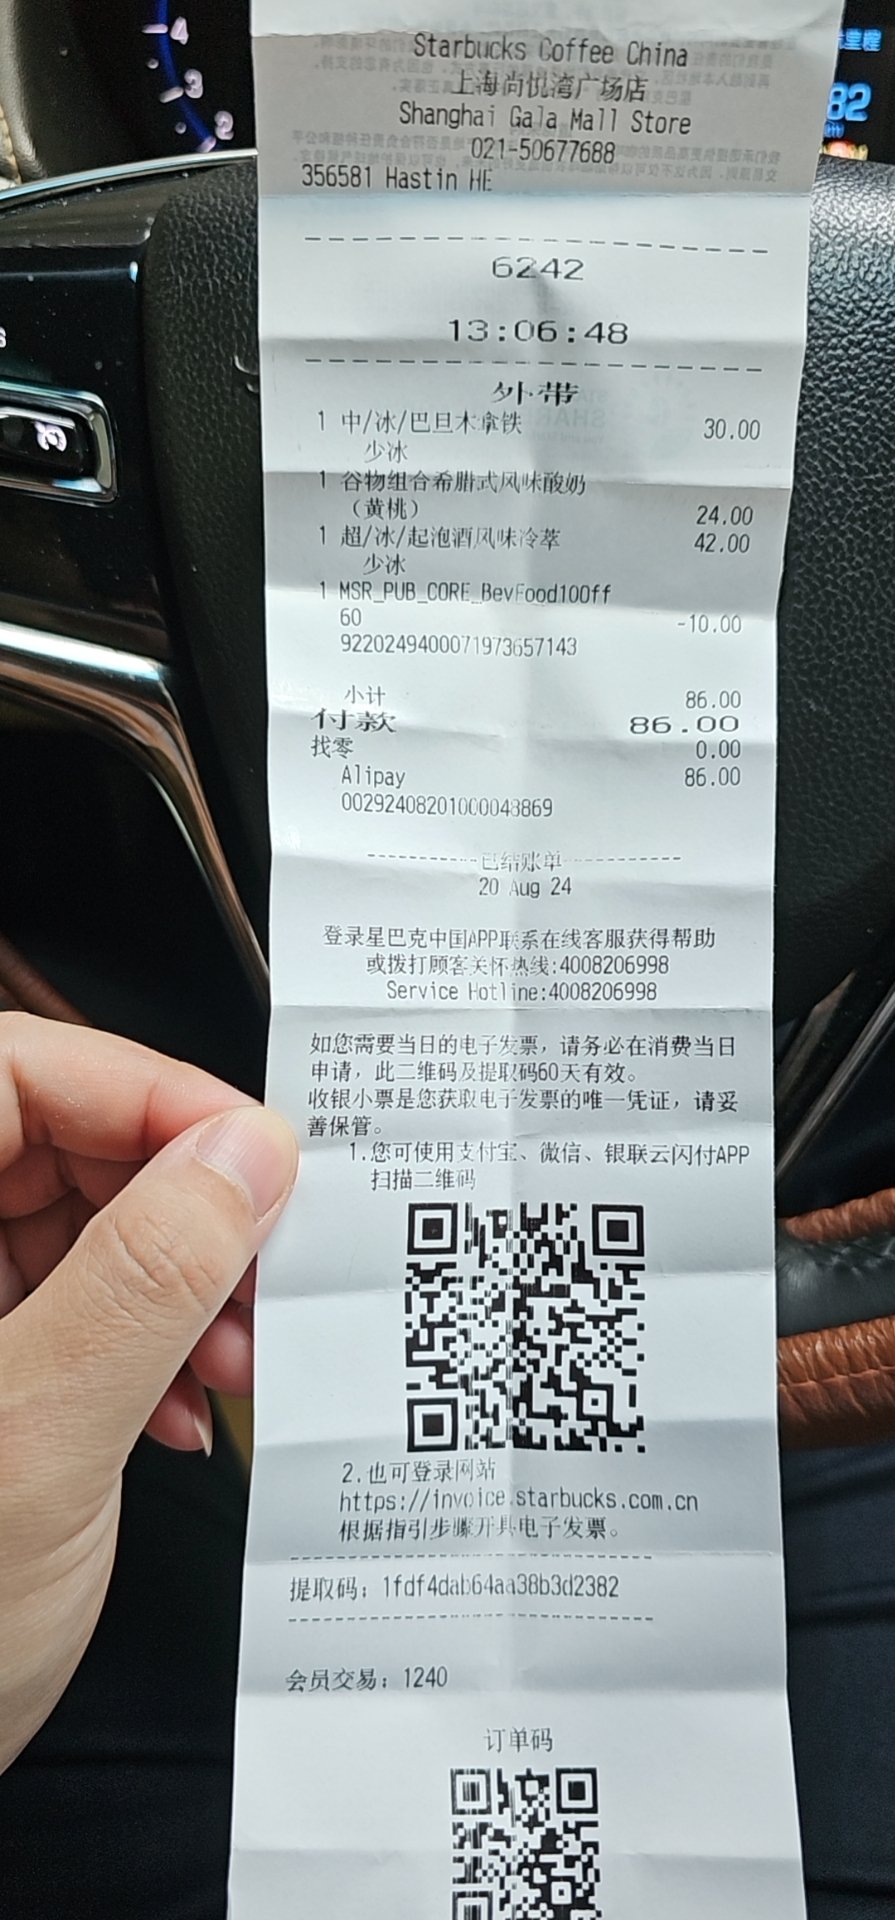 4
3
2
里程
82
Starbucks Coffee China
上海尚悦湾广场店
Shanghai Gala Mall Store
021-50677688
356581 Hastin HE
6242
13:06:48
外带
1 中/冰/巴旦木拿铁 30.00
少冰
1 谷物组合希腊式风味酸奶
（黄桃） 24.00
1 超/冰/起泡酒风味冷萃 42.00
少冰
1 MSR_PUB_CORE_BevFood10Off
60 -10.00
9220249400071973657143
小计 86.00
付款 86.00
找零 0.00
Alipay 86.00
00292408201000048869
已结账单
20 Aug 24
登录星巴克中国APP联系在线客服获得帮助
或拨打顾客关怀热线:4008206998
Service Hotline:4008206998
如您需要当日的电子发票，请务必在消费当日
申请，此二维码及提取码60天有效。
收银小票是您获取电子发票的唯一凭证，请妥
善保管。
1.您可使用支付宝、微信、银联云闪付APP
扫描二维码
2.也可登录网站
https://invoice.starbucks.com.cn
根据指引步骤开具电子发票。
提取码：1fdf4dab64aa38b3d2382
会员交易：1240
订单码